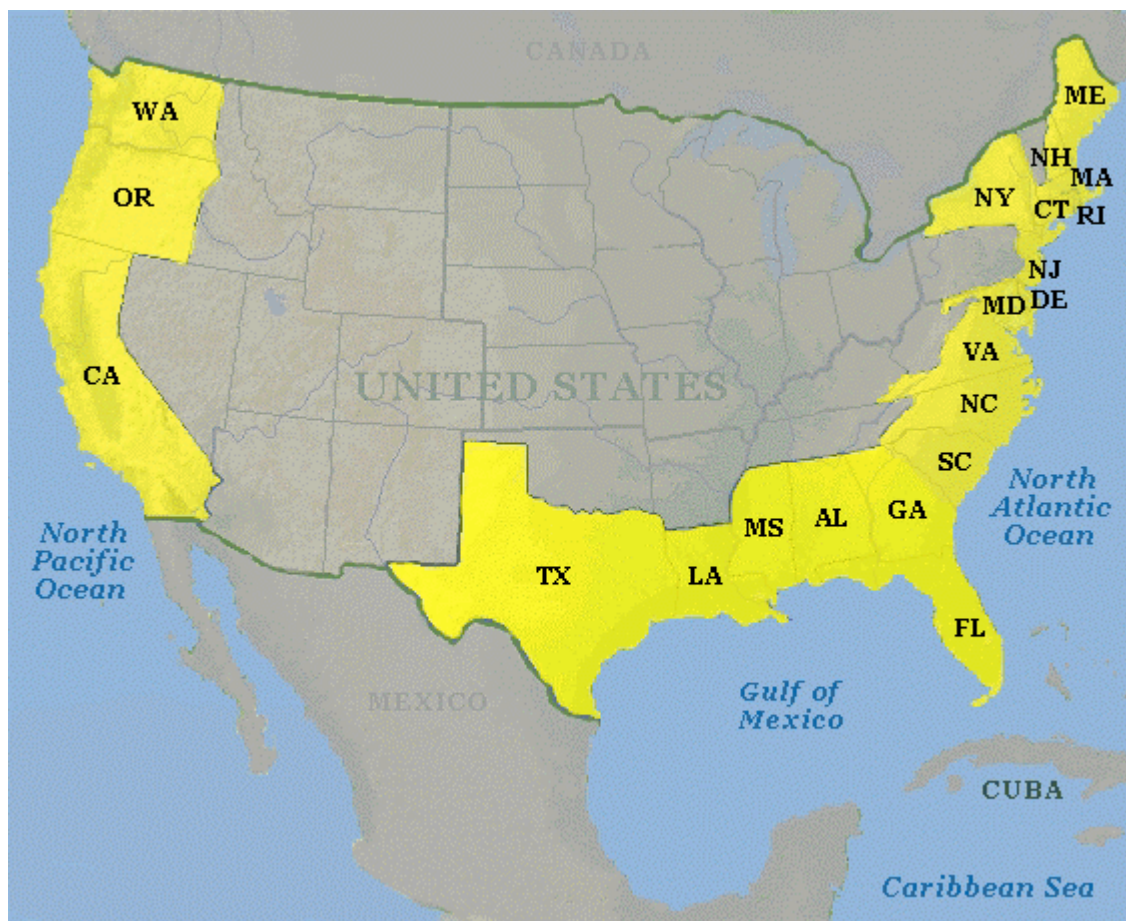 CANADA
ME
WA
NH
MA
OR
NY
CT
RI
NJ
MD
DE
VA
CA
UNITED STATES
NC
SC
North
Pacific
Ocean
North
Atlantic
Ocean
MS
AL
GA
TX
LA
FL
MEXICO
Gulf of
Mexico
CUBA
Caribbean Sea